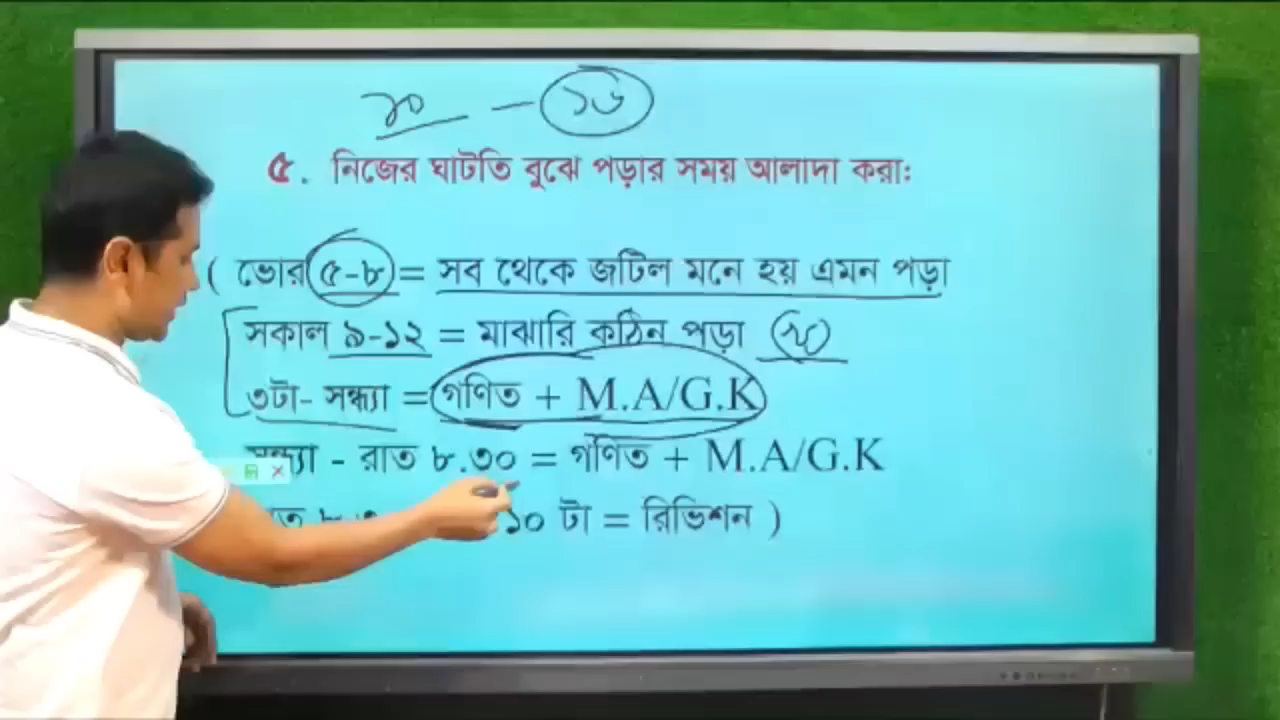 ২০ — ১৬
৫. নিজের ঘাটতি বুঝে পড়ার সময় আলাদা করাঃ
( ভোর ৫-৮ = সব থেকে জটিল মনে হয় এমন পড়া
সকাল ৯-১২ = মাঝারি কঠিন পড়া
৩টা- সন্ধ্যা = গণিত + M.A/G.K
সন্ধ্যা - রাত ৮.৩০ = গণিত + M.A/G.K
১০ টা = রিভিশন )